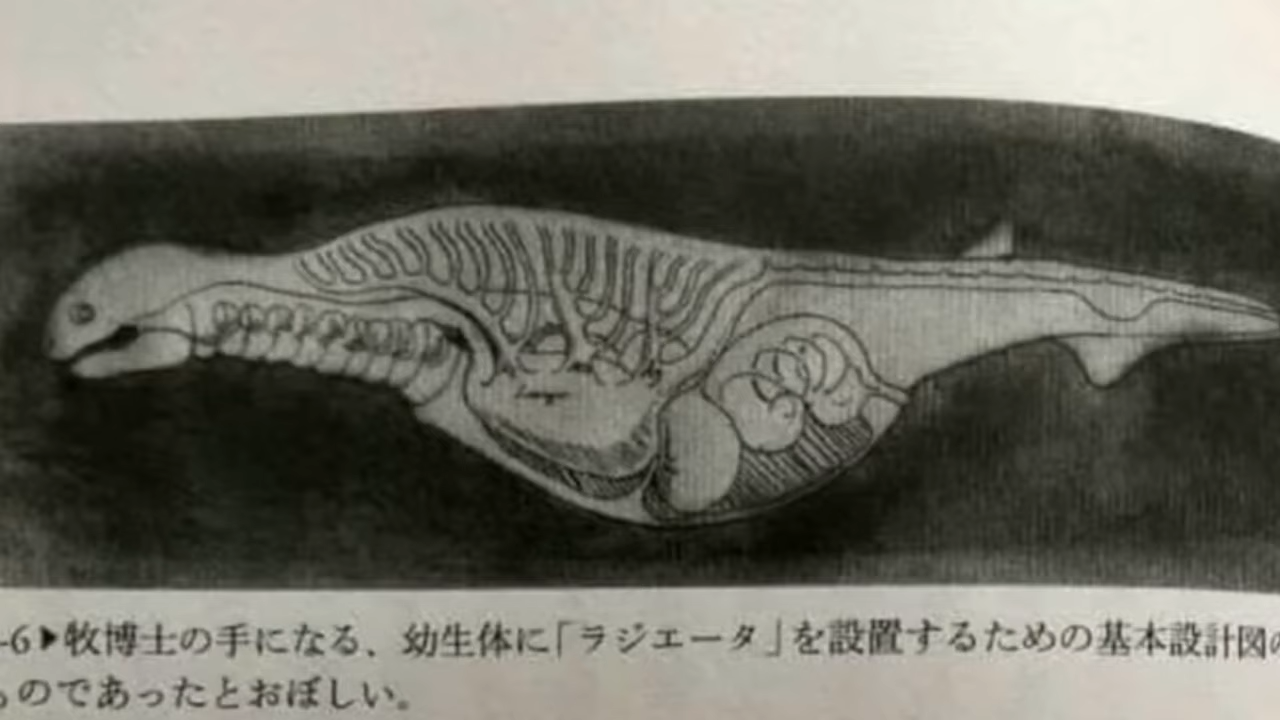 -6▶牧博士の手になる、幼生体に「ラジエータ」を設置するための基本設計図の
ものであったとおぼしい。